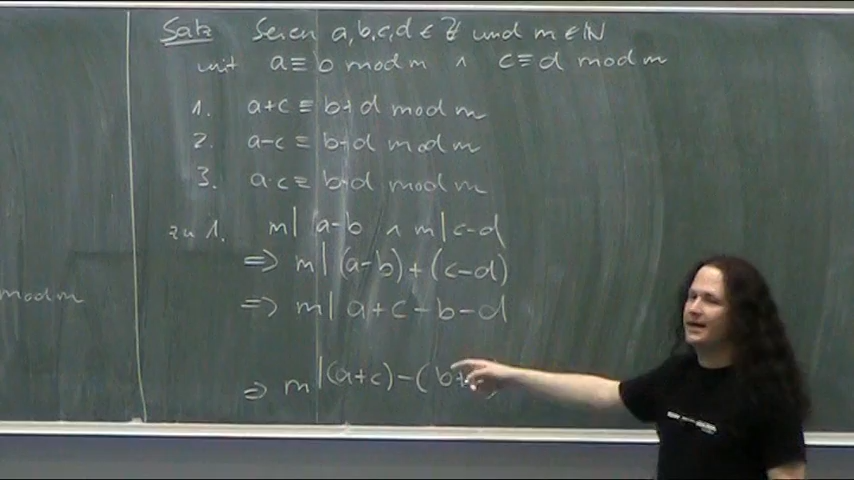 Satz Seien a,b,c,d ∈ ℤ und m ∈ ℕ
mit a ≡ b mod m ∧ c ≡ d mod m
1. a+c ≡ b+d mod m
2. a-c ≡ b-d mod m
3. a·c ≡ b·d mod m
zu 1. m| a-b ∧ m| c-d
⇒ m| (a-b)+(c-d)
⇒ m| a+c-b-d
⇒ m |(a+c)-(b+
mod m